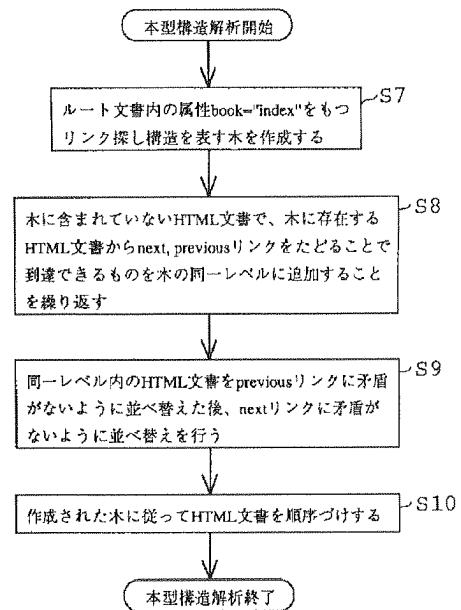 本型構造解析開始
S7
ルート文書内の属性book="index"をもつ
リンク探し構造を表す木を作成する
S8
木に含まれていないHTML文書で、木に存在する
HTML文書からnext, previousリンクをたどることで
到達できるものを木の同一レベルに追加すること
を繰り返す
S9
同一レベル内のHTML文書をpreviousリンクに矛盾
がないように並べ替えた後、nextリンクに矛盾が
ないように並べ替えを行う
S10
作成された木に従ってHTML文書を順序づけする
本型構造解析終了